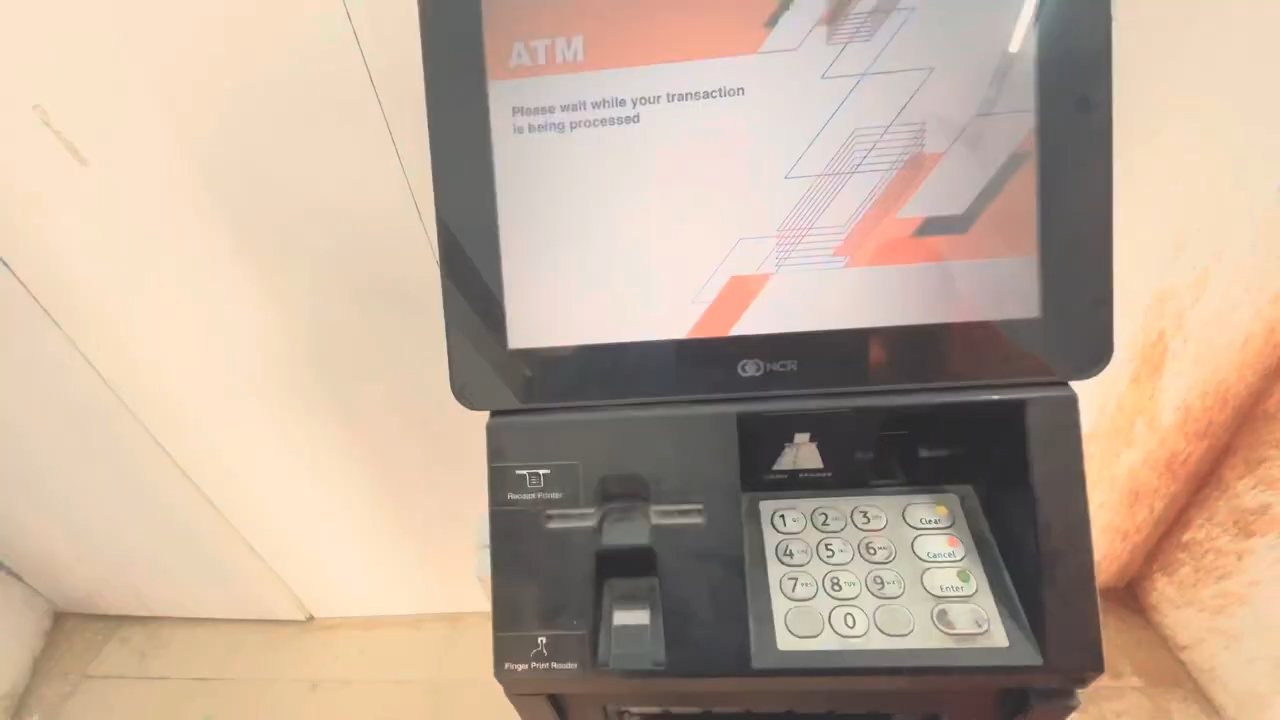 ATM
Please wait while your transaction
is being processed
NCR
Receipt Printer
1 2 3 Clear
4 5 6 Cancel
7 8 9 Enter
0
Finger Print Reader